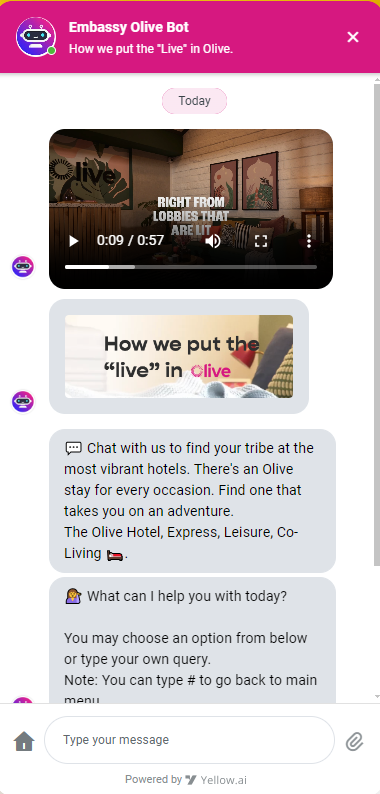 Embassy Olive Bot
How we put the "Live" in Olive.
Today
Olive
RIGHT FROM
LOBBIES THAT
ARE LIT
0:09 / 0:57
How we put the
“live” in Olive
💬 Chat with us to find your tribe at the
most vibrant hotels. There's an Olive
stay for every occasion. Find one that
takes you on an adventure.
The Olive Hotel, Express, Leisure, Co-
Living 🛌.
🙋 What can I help you with today?
You may choose an option from below
or type your own query.
Note: You can type # to go back to main
menu
Type your message
Powered by Yellow.ai